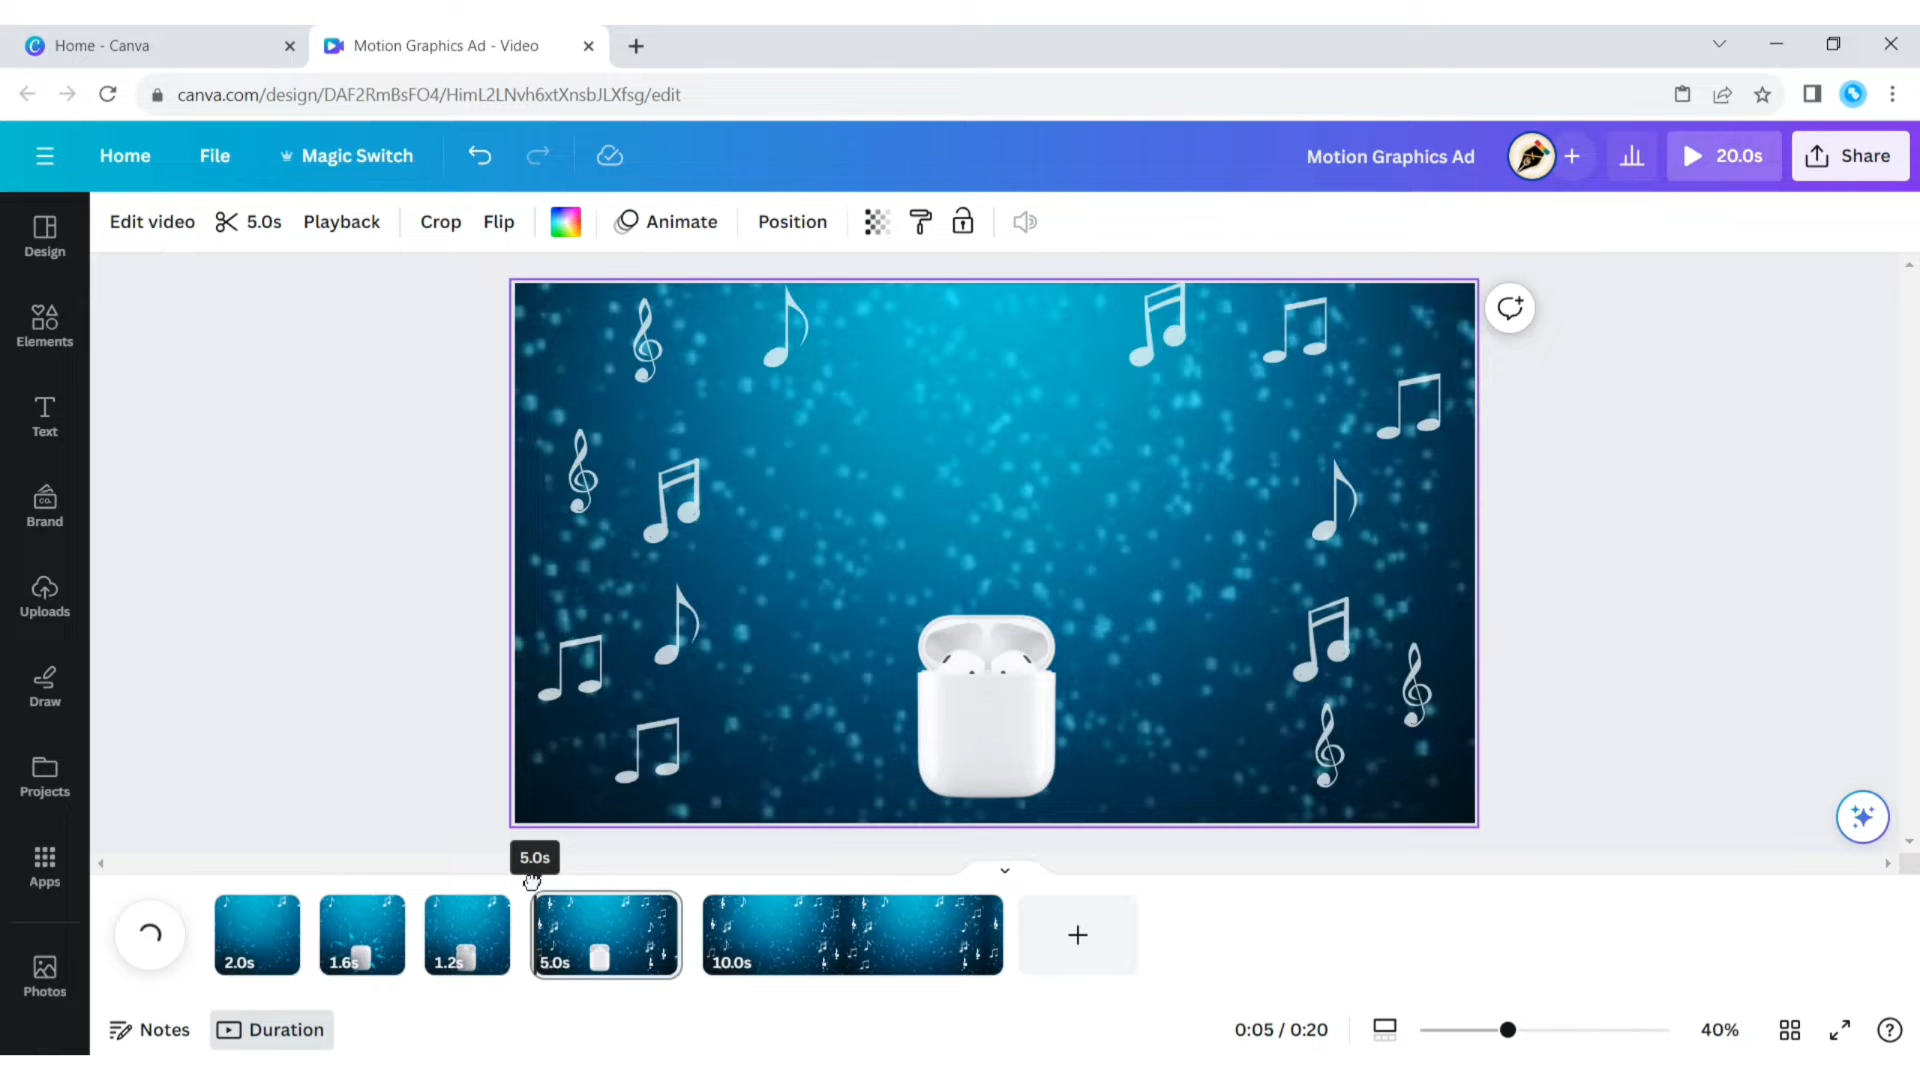 Home - Canva
Motion Graphics Ad - Video
canva.com/design/DAF2RmBsFO4/HimL2LNvh6xtXnsbJLXfsg/edit
Home File Magic Switch
Motion Graphics Ad
20.0s
Share
Edit video 5.0s Playback Crop Flip Animate Position
Design
Elements
Text
CO.
Brand
Uploads
Draw
Projects
Apps
Photos
5.0s
2.0s
1.6s
1.2s
5.0s
10.0s
Notes
Duration
0:05 / 0:20
40%